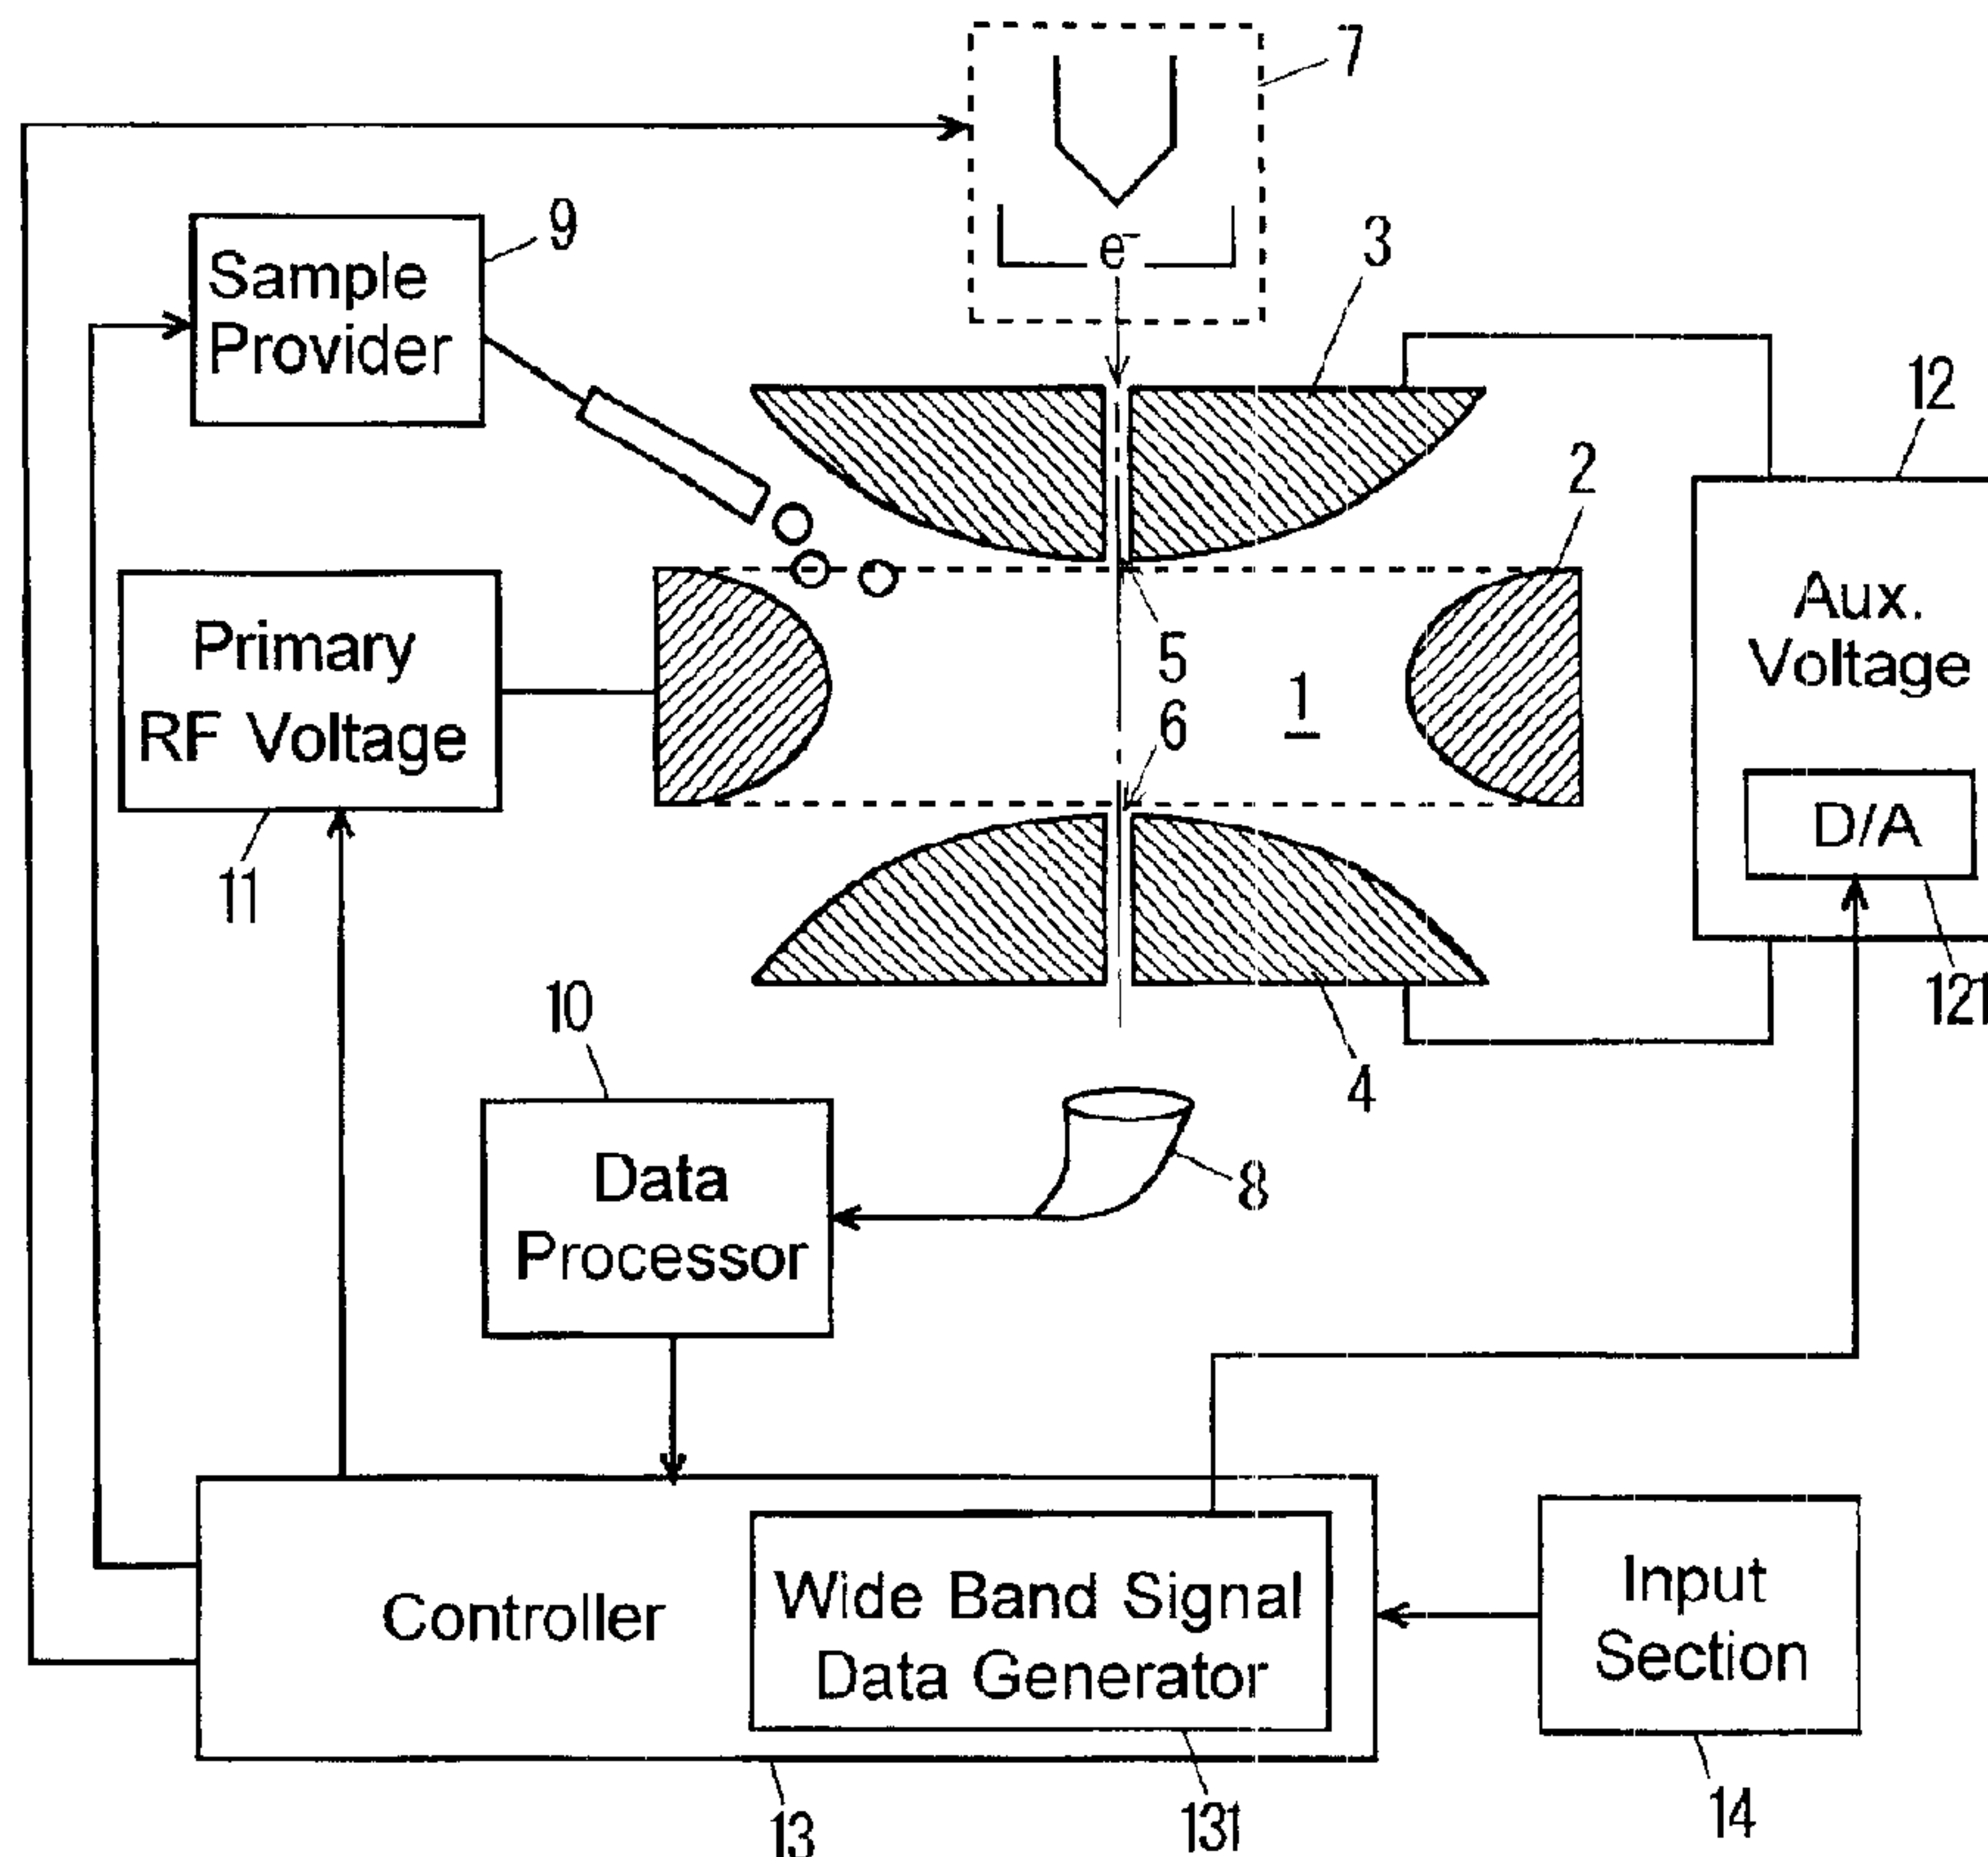 7
9
Sample
Provider
e⁻
3
12
2
Primary
RF Voltage
5
6
1
Aux.
Voltage
D/A
11
121
10
4
Data
Processor
8
Controller
Wide Band Signal
Data Generator
Input
Section
13
131
14